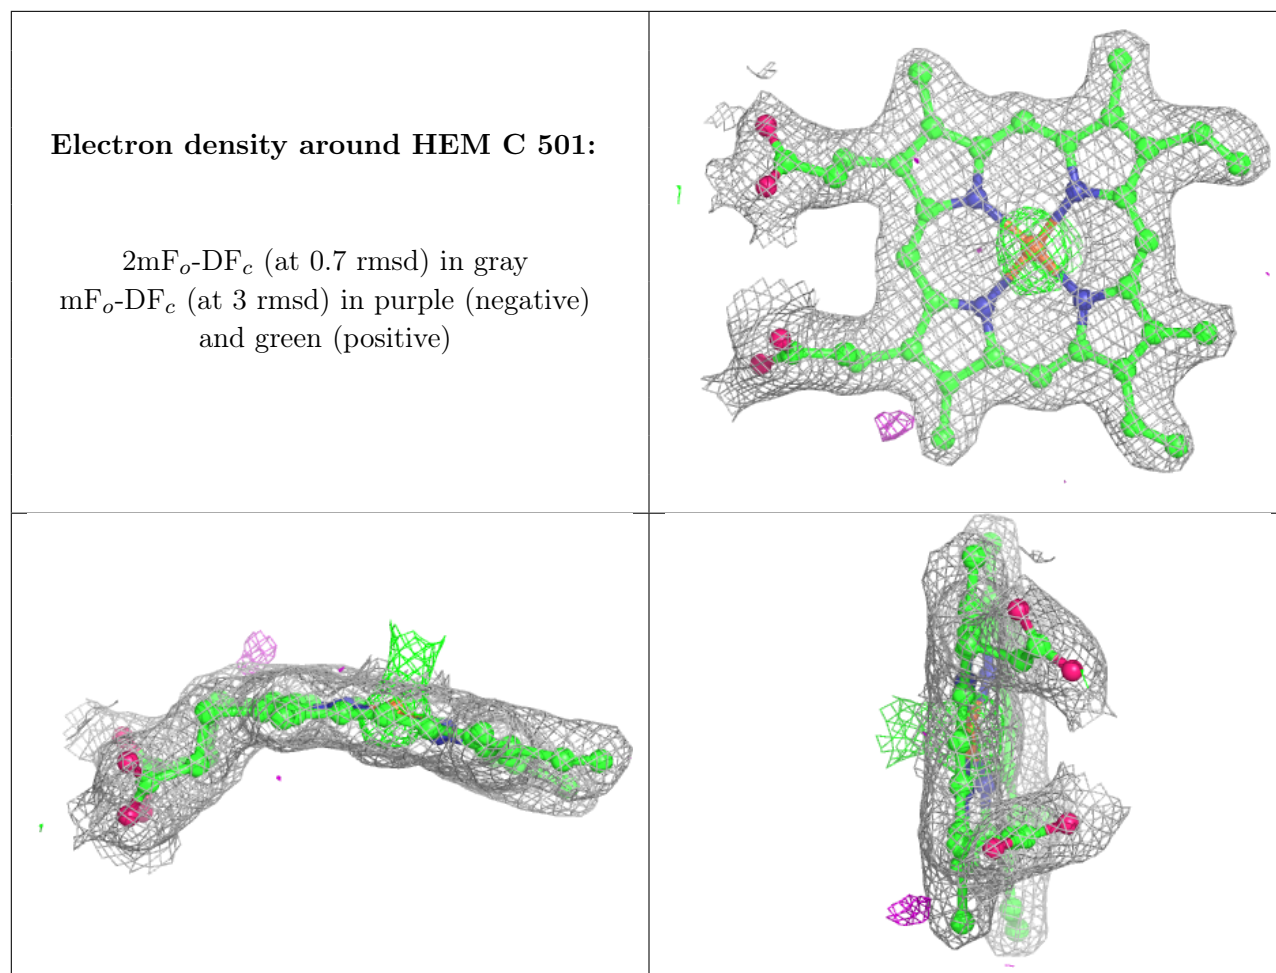 Electron density around HEM C 501:
2mFo-DFc (at 0.7 rmsd) in gray
mFo-DFc (at 3 rmsd) in purple (negative)
and green (positive)